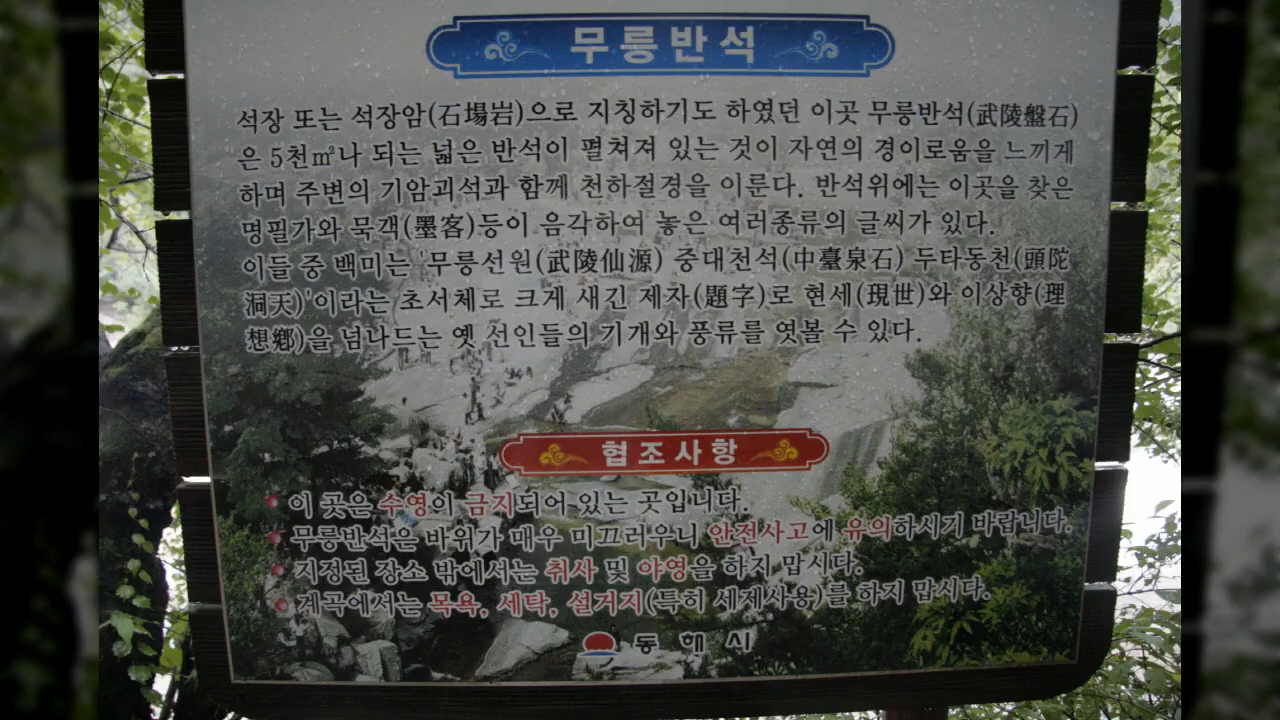 무릉반석
석장 또는 석장암(石場岩)으로 지칭하기도 하였던 이곳 무릉반석(武陵盤石)
은 5천㎡나 되는 넓은 반석이 펼쳐져 있는 것이 자연의 경이로움을 느끼게
하며 주변의 기암괴석과 함께 천하절경을 이룬다. 반석위에는 이곳을 찾은
명필가와 묵객(墨客)등이 음각하여 놓은 여러종류의 글씨가 있다.
이들 중 백미는 '무릉선원(武陵仙源) 중대천석(中臺泉石) 두타동천(頭陀
洞天)'이라는 초서체로 크게 새긴 제자(題字)로 현세(現世)와 이상향(理
想鄕)을 넘나드는 옛 선인들의 기개와 풍류를 엿볼 수 있다.
협조사항
이 곳은 수영의 금지되어 있는 곳입니다.
무릉반석은 바위가 매우 미끄러우니 안전사고에 유의하시기 바랍니다.
지정된 장소 밖에서는 취사 및 야영을 하지 맙시다.
계곡에서는 목욕, 세탁, 설거지(특히 세제사용)를 하지 맙시다.
동해시